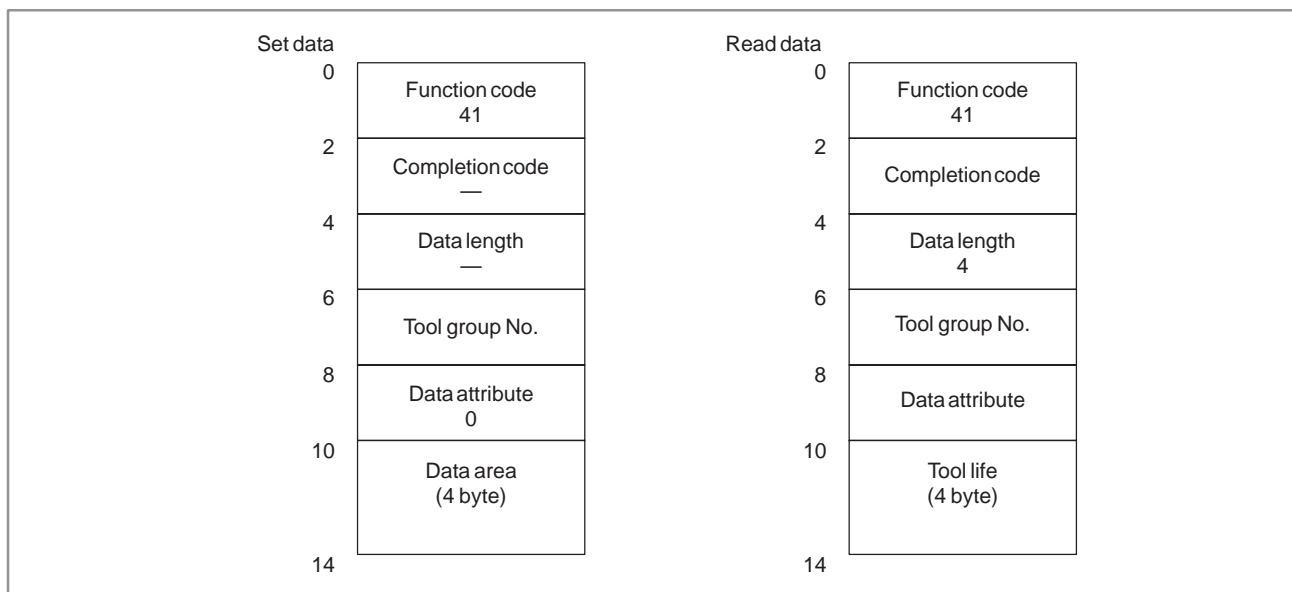 Set data
0
Function code
41
2
Completion code
—
4
Data length
—
6
Tool group No.
8
Data attribute
0
10
Data area
(4 byte)
14
Read data
0
Function code
41
2
Completion code
4
Data length
4
6
Tool group No.
8
Data attribute
10
Tool life
(4 byte)
14